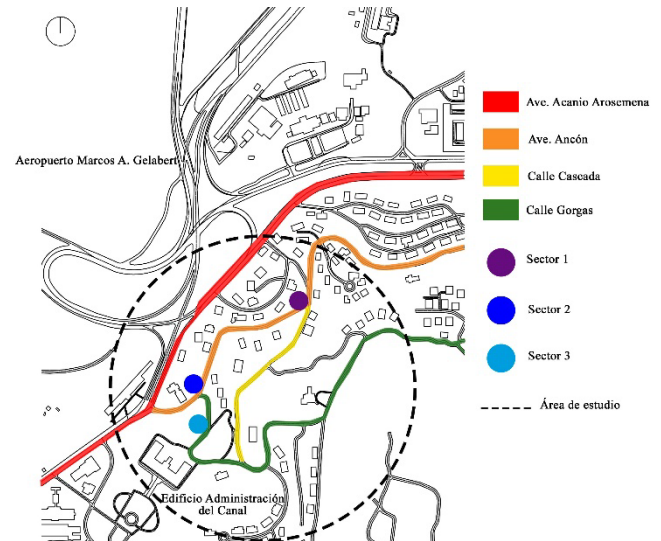 Aeropuerto Marcos A. Gelabert
Edificio Administración
del Canal
Ave. Acanio Arosemena
Ave. Ancón
Calle Cascada
Calle Gorgas
Sector 1
Sector 2
Sector 3
Área de estudio